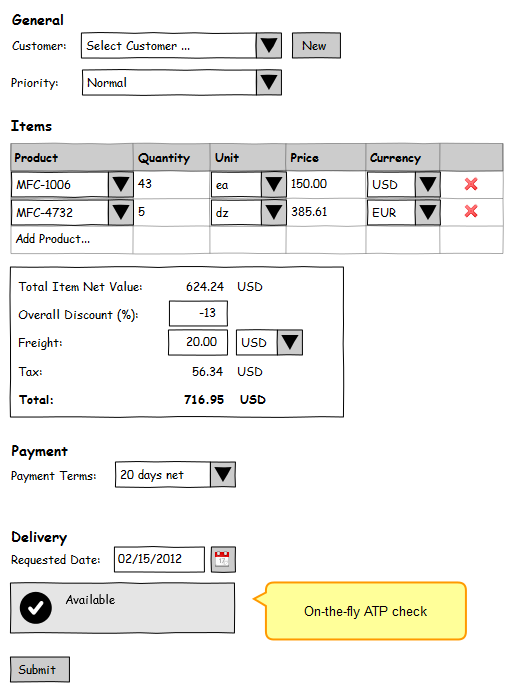 General
Customer: Select Customer ... New
Priority: Normal
Items
Product Quantity Unit Price Currency
MFC-1006 43 ea 150.00 USD
MFC-4732 5 dz 385.61 EUR
Add Product...
Total Item Net Value: 624.24 USD
Overall Discount (%): -13
Freight: 20.00 USD
Tax: 56.34 USD
Total: 716.95 USD
Payment
Payment Terms: 20 days net
Delivery
Requested Date: 02/15/2012
Available
On-the-fly ATP check
Submit